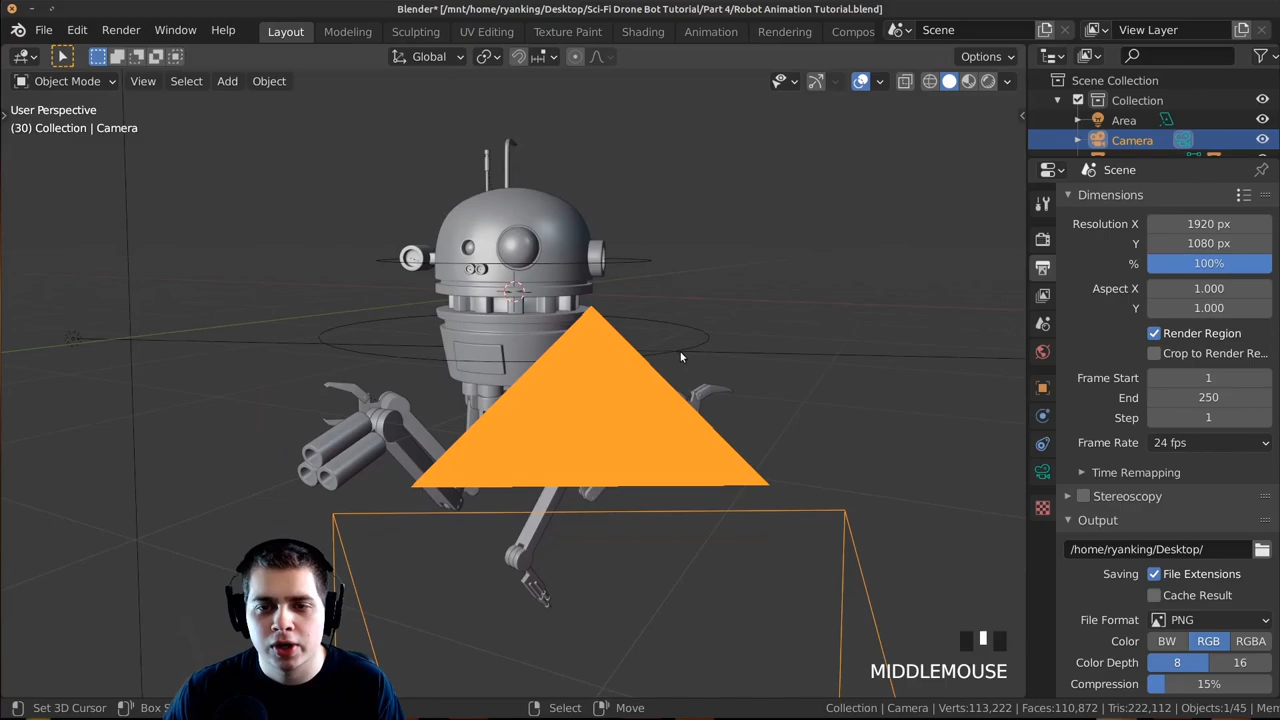 Blender* [/mnt/home/ryanking/Desktop/Sci-Fi Drone Bot Tutorial/Part 4/Robot Animation Tutorial.blend]
File Edit Render Window Help Layout Modeling Sculpting UV Editing Texture Paint Shading Animation Rendering Compos Scene View Layer
Global Options
Object Mode View Select Add Object
Scene Collection
User Perspective
Collection
(30) Collection | Camera
Area
Camera
Scene
Dimensions
Resolution X 1920 px
Y 1080 px
% 100%
Aspect X 1.000
Y 1.000
Render Region
Crop to Render Re...
Frame Start 1
End 250
Step 1
Frame Rate 24 fps
Time Remapping
Stereoscopy
Output
/home/ryanking/Desktop/
Saving File Extensions
Cache Result
File Format PNG
Color BW RGB RGBA
Color Depth 8 16
MIDDLEMOUSE
Compression 15%
Set 3D Cursor Box S Select Move Collection | Camera | Verts:113,222 | Faces:110,872 | Tris:222,112 | Objects:1/45 | Mem